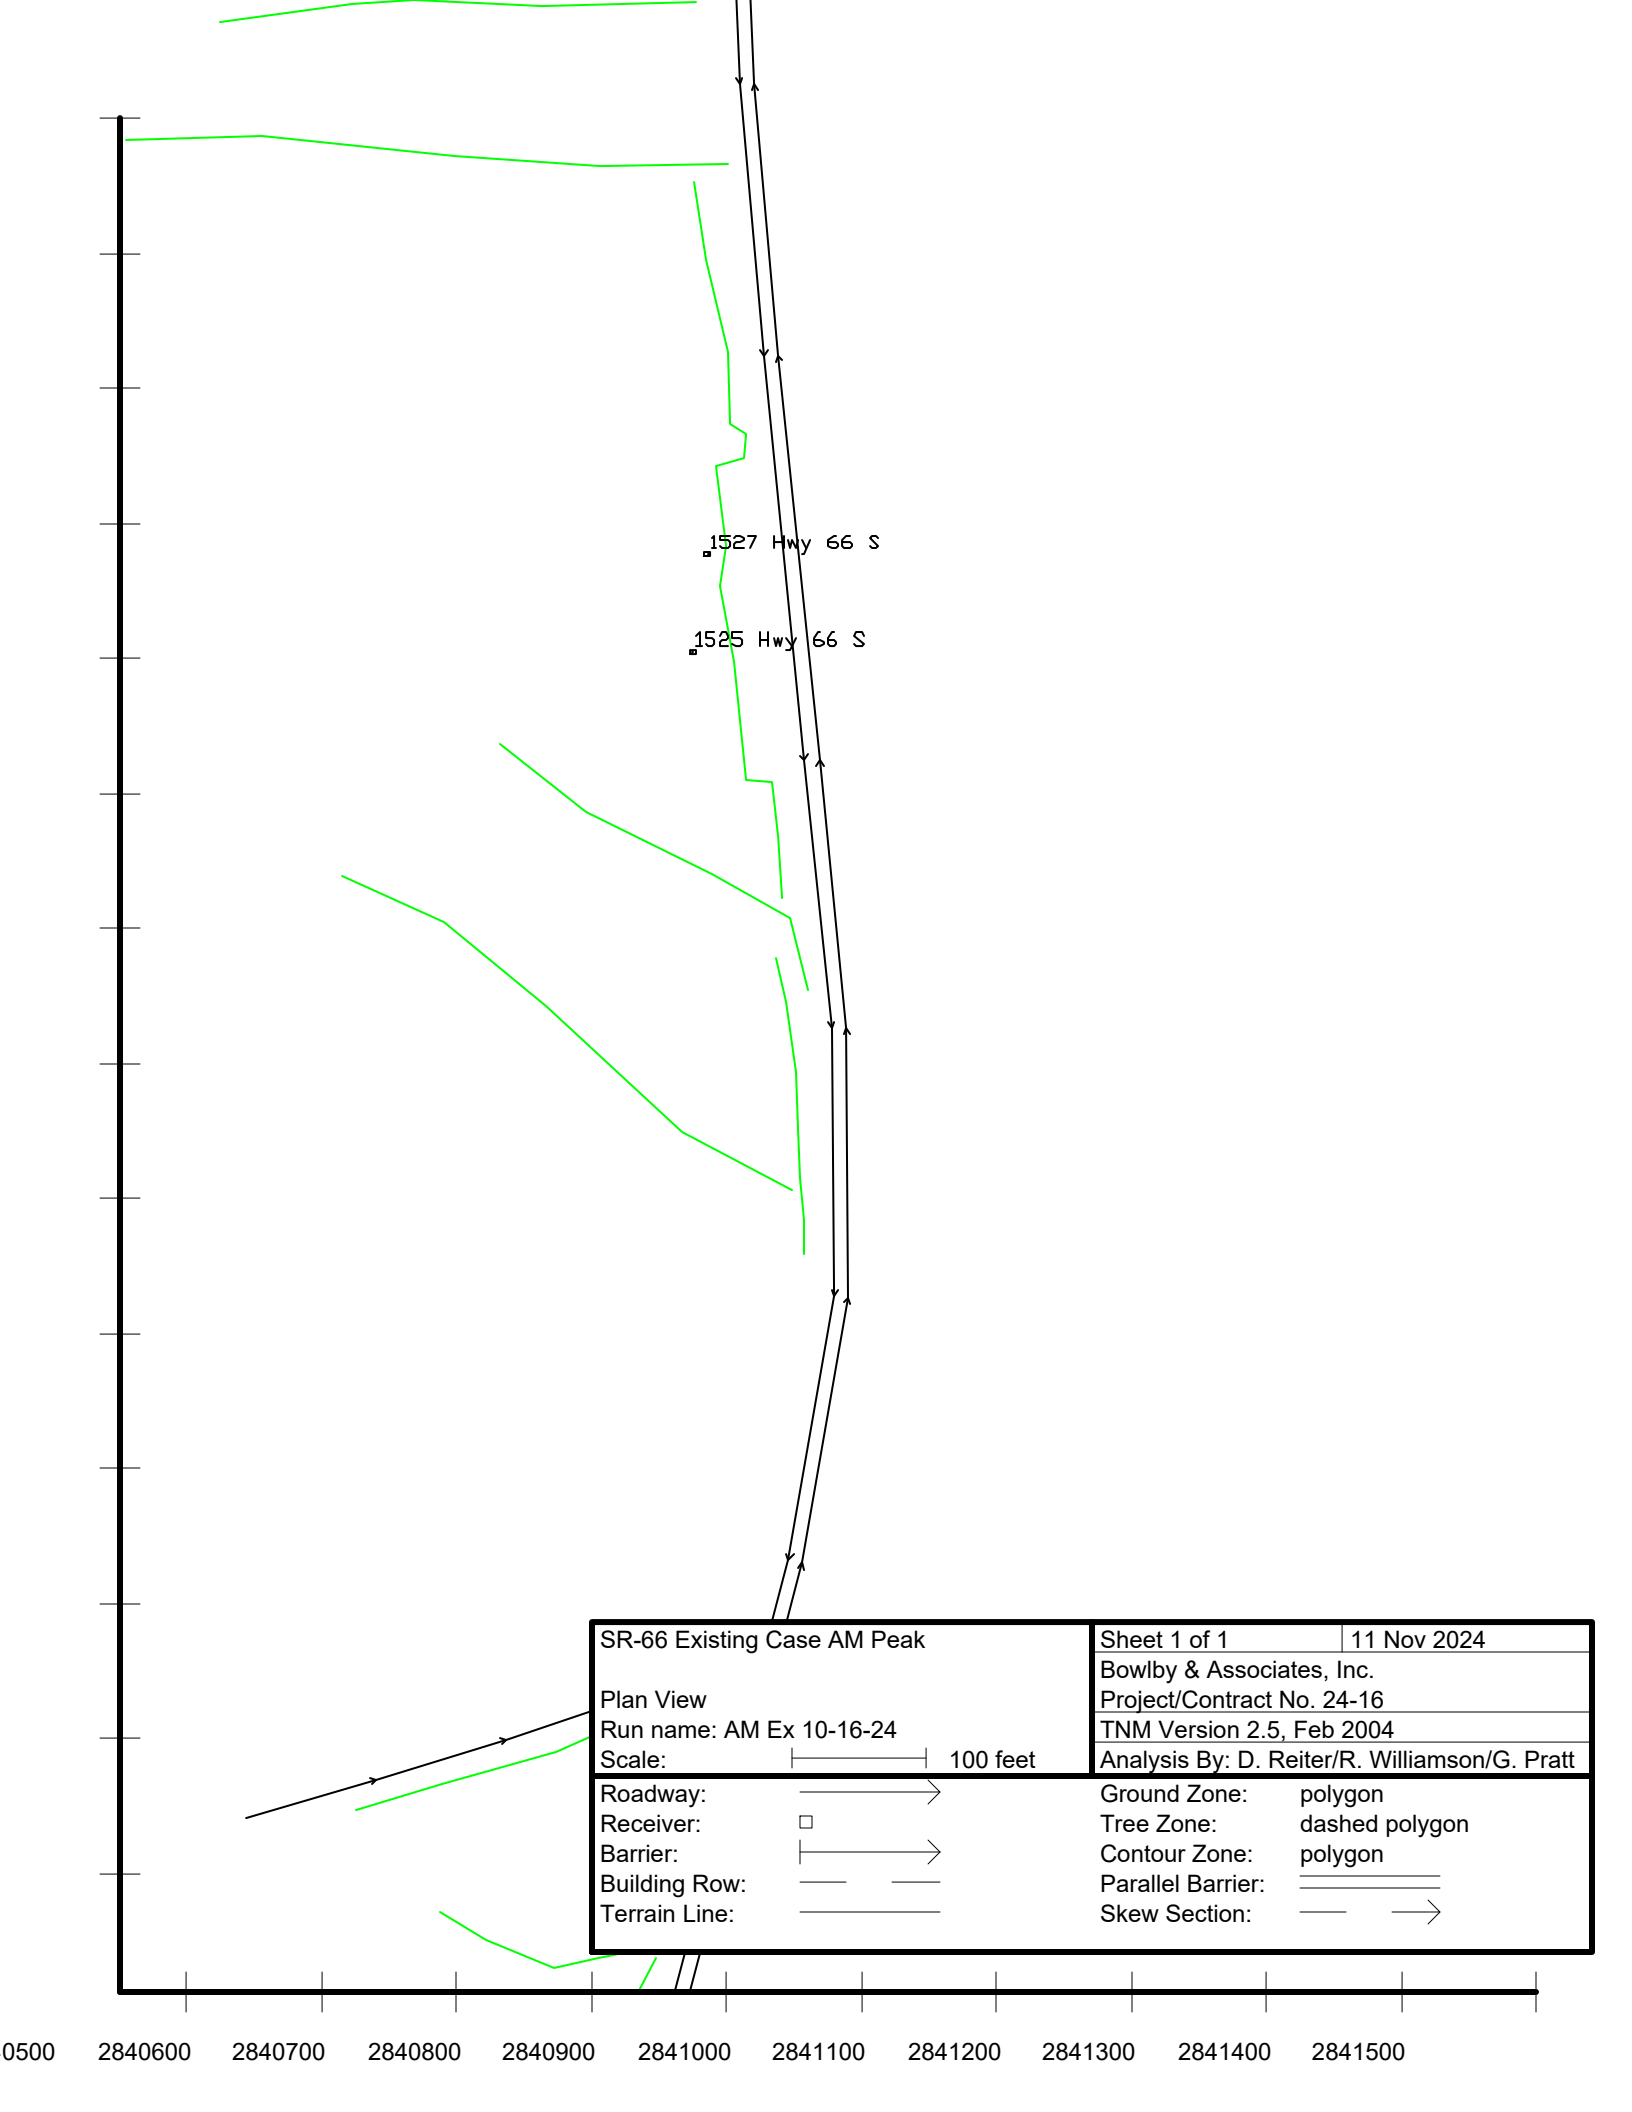 1527 Hwy 66 S
1525 Hwy 66 S
SR-66 Existing Case AM Peak
Plan View
Run name: AM Ex 10-16-24
Scale: 100 feet
Sheet 1 of 1 11 Nov 2024
Bowlby & Associates, Inc.
Project/Contract No. 24-16
TNM Version 2.5, Feb 2004
Analysis By: D. Reiter/R. Williamson/G. Pratt
Roadway:
Receiver:
Barrier:
Building Row:
Terrain Line:
Ground Zone: polygon
Tree Zone: dashed polygon
Contour Zone: polygon
Parallel Barrier:
Skew Section:
0500 2840600 2840700 2840800 2840900 2841000 2841100 2841200 2841300 2841400 2841500